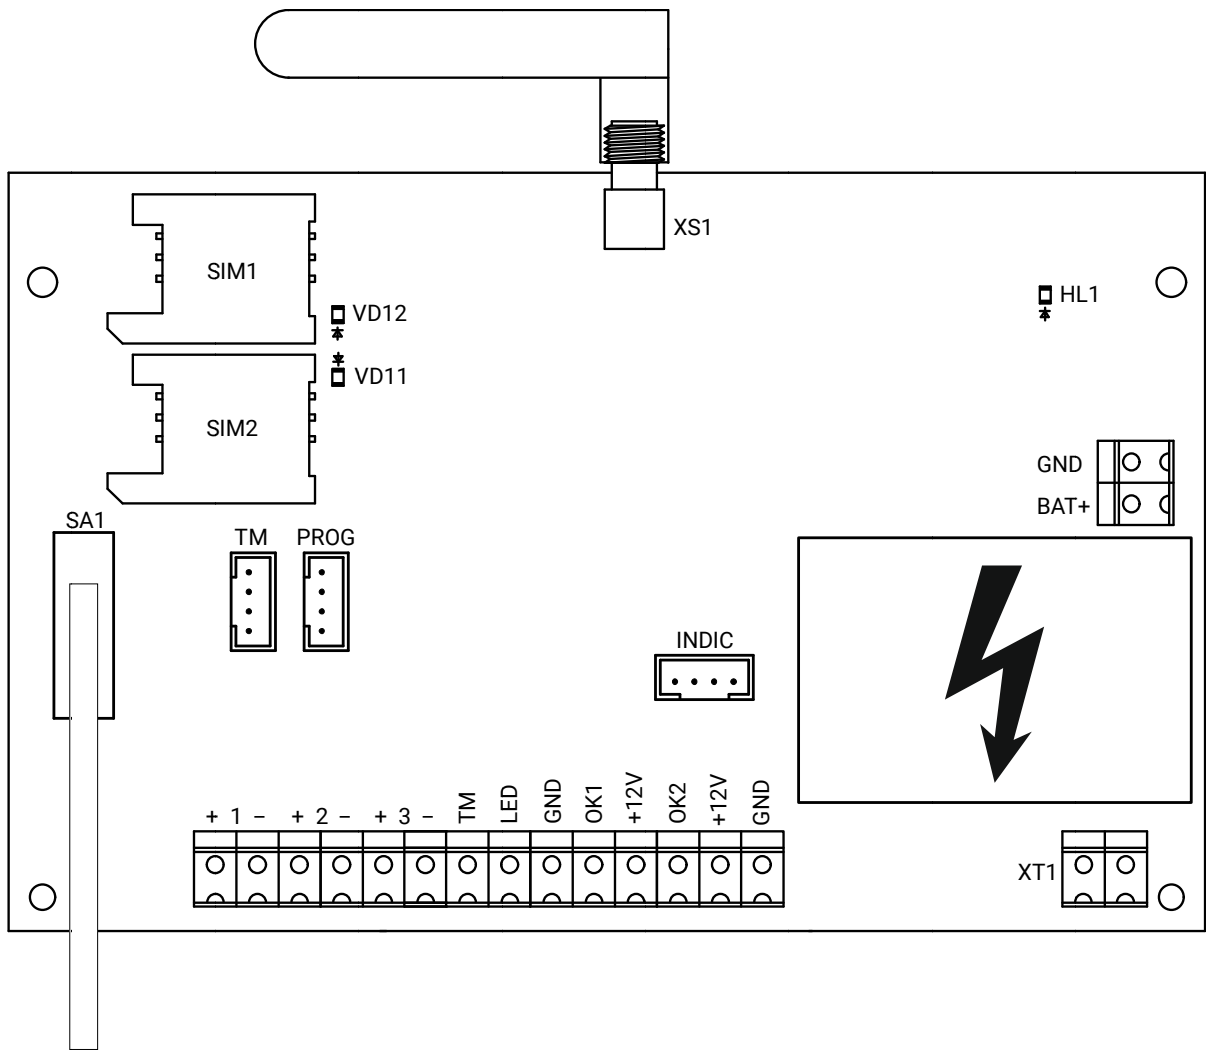 XS1
SIM1
HL1
VD12
VD11
SIM2
GND
BAT+
SA1
TM
PROG
INDIC
+ 1 − + 2 − + 3 − TM LED GND OK1 +12V OK2 +12V GND
XT1